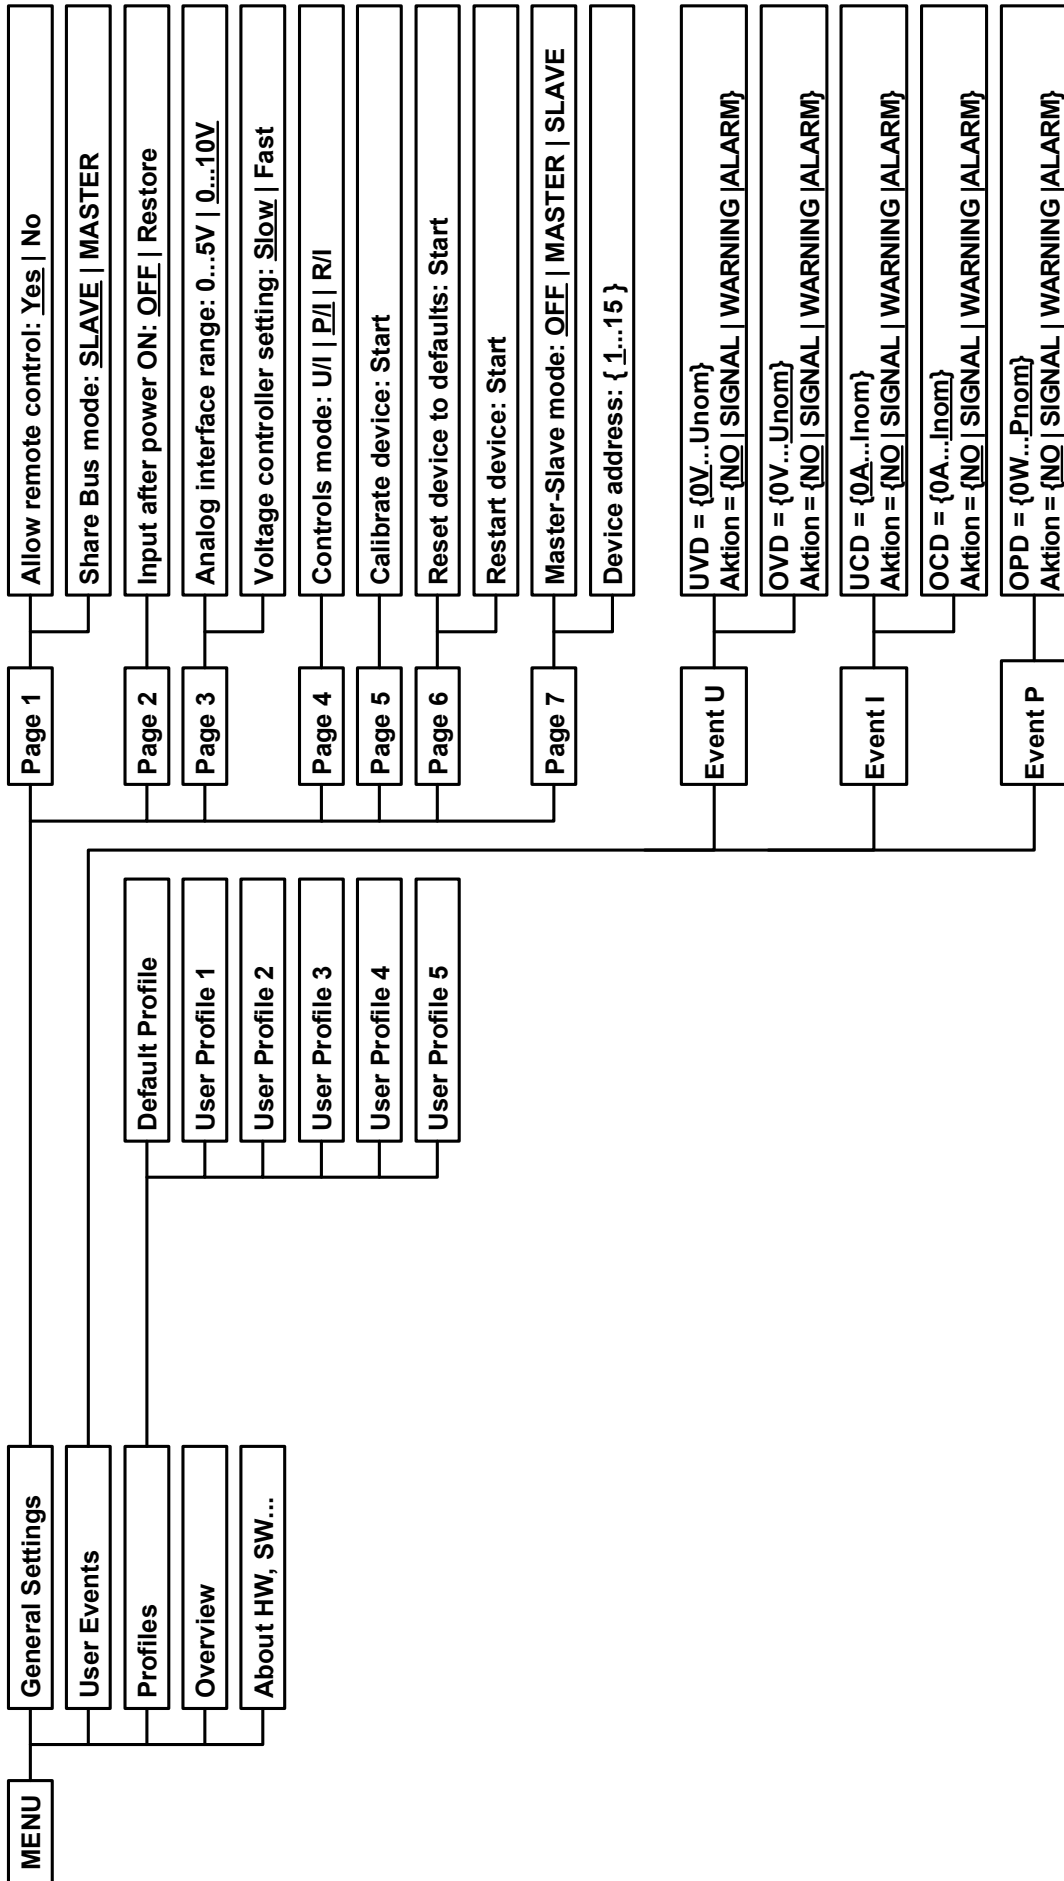 MENU
General Settings
User Events
Profiles
Overview
About HW, SW...
Default Profile
User Profile 1
User Profile 2
User Profile 3
User Profile 4
User Profile 5
Page 1
Allow remote control: Yes | No
Share Bus mode: SLAVE | MASTER
Page 2
Input after power ON: OFF | Restore
Page 3
Analog interface range: 0...5V | 0...10V
Voltage controller setting: Slow | Fast
Page 4
Controls mode: U/I | P/I | R/I
Page 5
Calibrate device: Start
Page 6
Reset device to defaults: Start
Restart device: Start
Page 7
Master-Slave mode: OFF | MASTER | SLAVE
Device address: { 1...15 }
Event U
UVD = {0V...Unom}
Aktion = {NO | SIGNAL | WARNING |ALARM}
OVD = {0V...Unom}
Aktion = {NO | SIGNAL | WARNING |ALARM}
Event I
UCD = {0A...Inom}
Aktion = {NO | SIGNAL | WARNING |ALARM}
OCD = {0A...Inom}
Aktion = {NO | SIGNAL | WARNING |ALARM}
Event P
OPD = {0W...Pnom}
Aktion = {NO | SIGNAL | WARNING |ALARM}